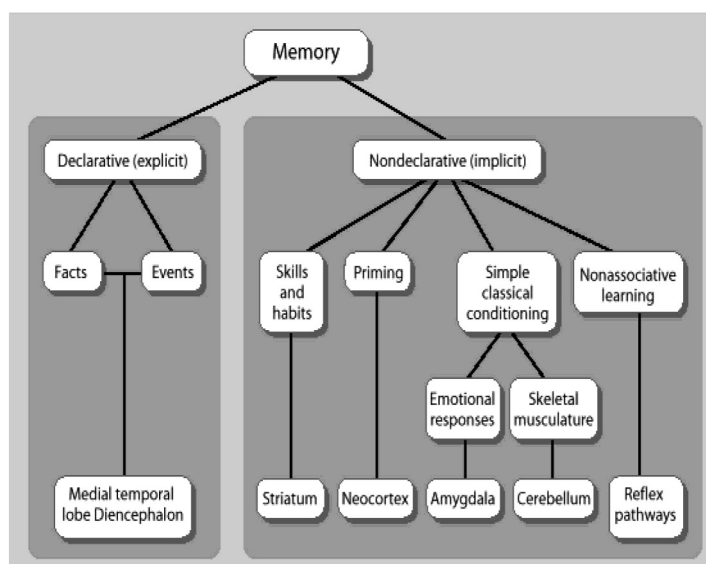 Memory
Declarative (explicit)
Nondeclarative (implicit)
Facts
Events
Skills
and
habits
Priming
Simple
classical
conditioning
Nonassociative
learning
Emotional
responses
Skeletal
musculature
Medial temporal
lobe Diencephalon
Striatum
Neocortex
Amygdala
Cerebellum
Reflex
pathways